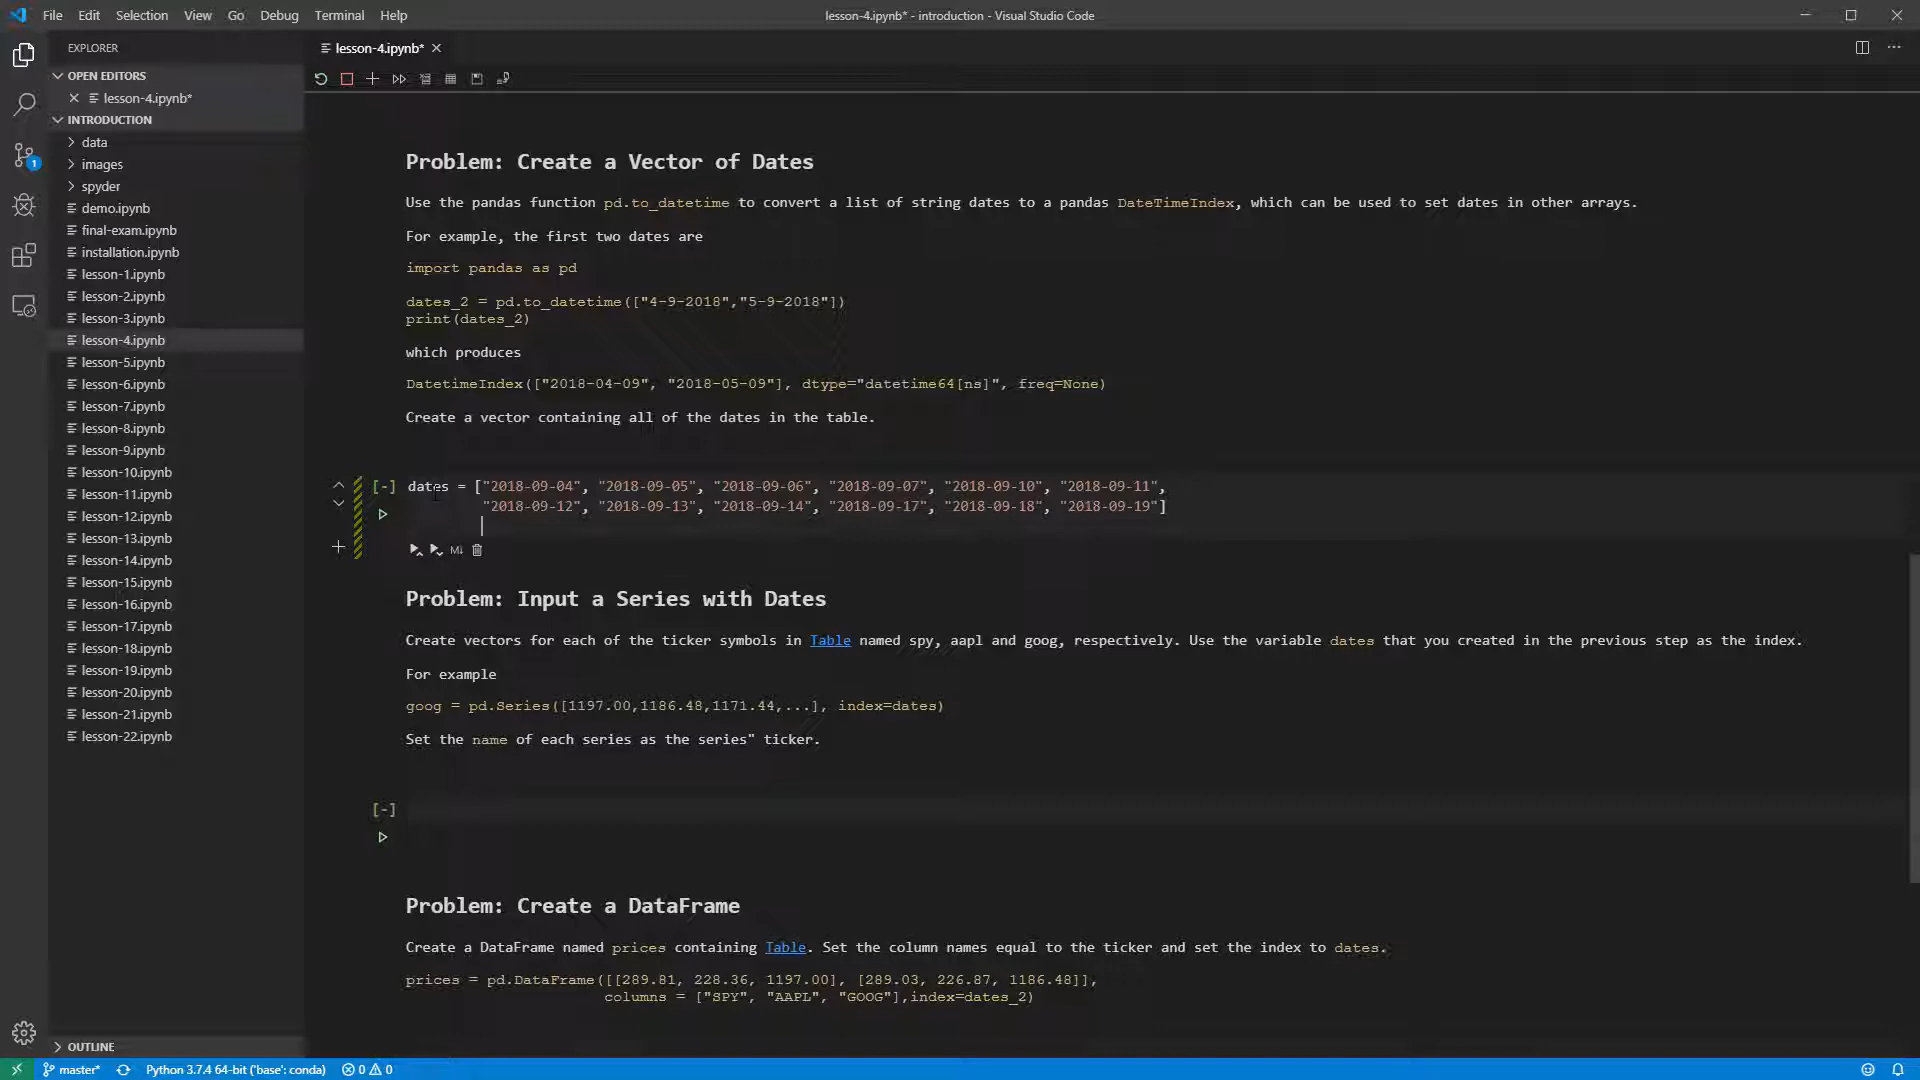 File Edit Selection View Go Debug Terminal Help
lesson-4.ipynb* - introduction - Visual Studio Code
EXPLORER
OPEN EDITORS
lesson-4.ipynb*
INTRODUCTION
data
images
spyder
demo.ipynb
final-exam.ipynb
installation.ipynb
lesson-1.ipynb
lesson-2.ipynb
lesson-3.ipynb
lesson-4.ipynb
lesson-5.ipynb
lesson-6.ipynb
lesson-7.ipynb
lesson-8.ipynb
lesson-9.ipynb
lesson-10.ipynb
lesson-11.ipynb
lesson-12.ipynb
lesson-13.ipynb
lesson-14.ipynb
lesson-15.ipynb
lesson-16.ipynb
lesson-17.ipynb
lesson-18.ipynb
lesson-19.ipynb
lesson-20.ipynb
lesson-21.ipynb
lesson-22.ipynb
OUTLINE
1
lesson-4.ipynb*
Problem: Create a Vector of Dates
Use the pandas function pd.to_datetime to convert a list of string dates to a pandas DateTimeIndex, which can be used to set dates in other arrays.
For example, the first two dates are
import pandas as pd
dates_2 = pd.to_datetime(["4-9-2018","5-9-2018"])
print(dates_2)
which produces
DatetimeIndex(["2018-04-09", "2018-05-09"], dtype="datetime64[ns]", freq=None)
Create a vector containing all of the dates in the table.
[-] dates = ["2018-09-04", "2018-09-05", "2018-09-06", "2018-09-07", "2018-09-10", "2018-09-11",
"2018-09-12", "2018-09-13", "2018-09-14", "2018-09-17", "2018-09-18", "2018-09-19"]
M↓
Problem: Input a Series with Dates
Create vectors for each of the ticker symbols in Table named spy, aapl and goog, respectively. Use the variable dates that you created in the previous step as the index.
For example
goog = pd.Series([1197.00,1186.48,1171.44,...], index=dates)
Set the name of each series as the series" ticker.
[-]
Problem: Create a DataFrame
Create a DataFrame named prices containing Table. Set the column names equal to the ticker and set the index to dates.
prices = pd.DataFrame([[289.81, 228.36, 1197.00], [289.03, 226.87, 1186.48]],
columns = ["SPY", "AAPL", "GOOG"],index=dates_2)
master* Python 3.7.4 64-bit ('base': conda) 0 0